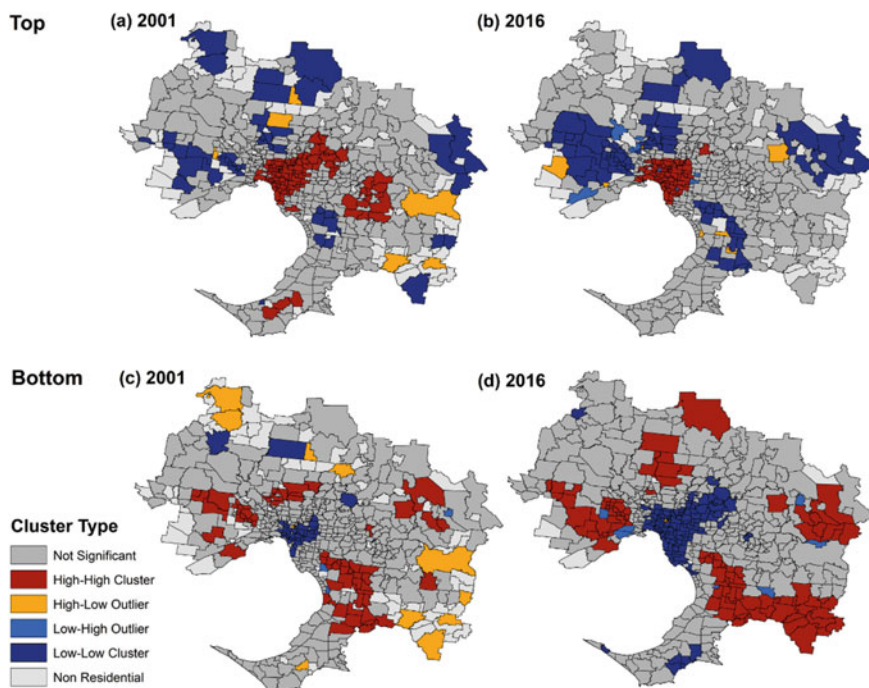 Top
(a) 2001
(b) 2016
Bottom
(c) 2001
(d) 2016
Cluster Type
Not Significant
High-High Cluster
High-Low Outlier
Low-High Outlier
Low-Low Cluster
Non Residential